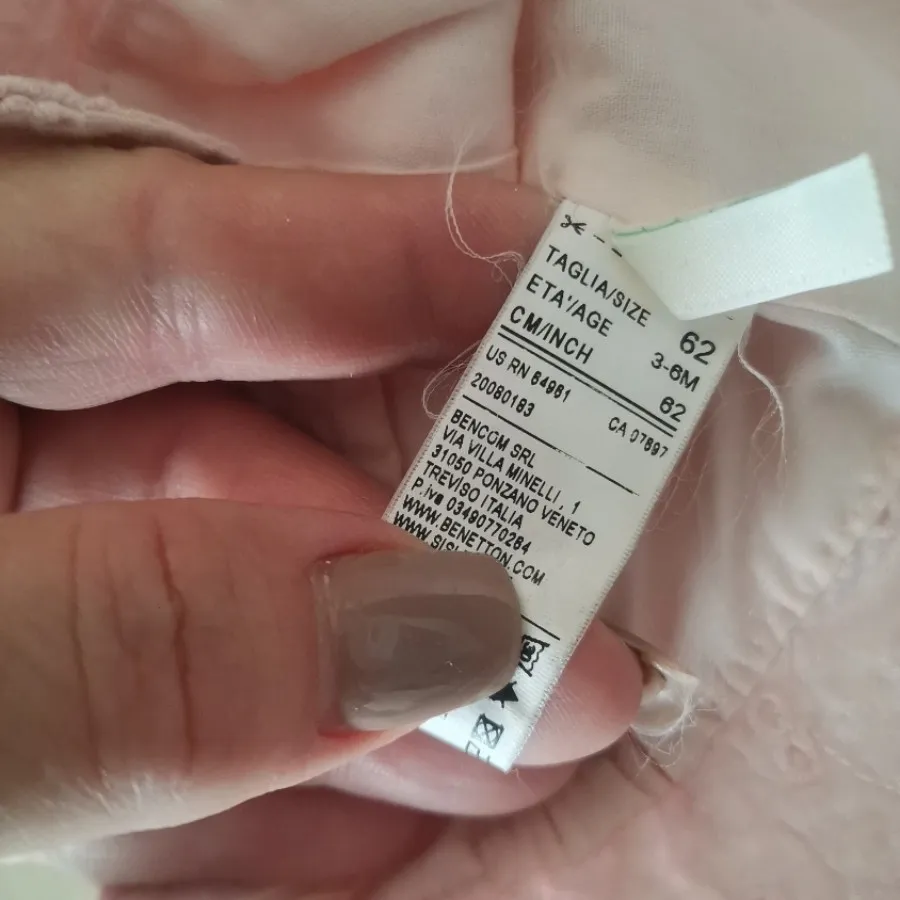 TAGLIA/SIZE 62
ETA'/AGE 3-6M
CM/INCH 62
US RN 54961 CA 07897
20080183
BENCOM SRL
VIA VILLA MINELLI, 1
31050 PONZANO VENETO
TREVISO ITALIA
P.iva 03490770264
WWW.BENETTON.COM